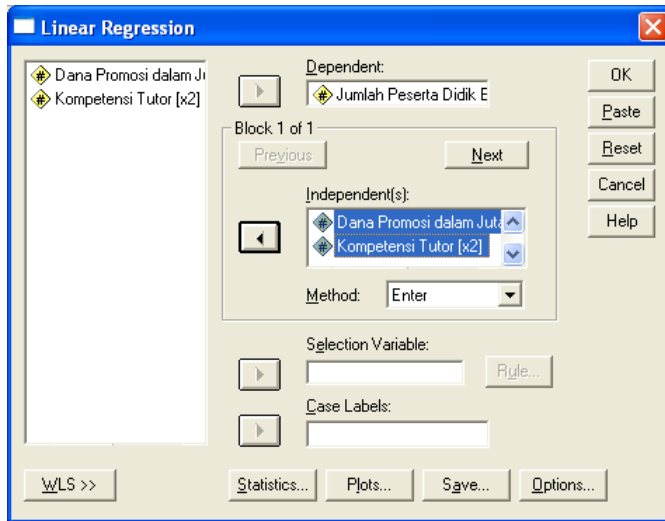 Linear Regression
Dana Promosi dalam Ju
Kompetensi Tutor [x2]
Dependent:
Jumlah Peserta Didik B
Block 1 of 1
Previous
Next
Independent(s):
Dana Promosi dalam Juta
Kompetensi Tutor [x2]
Method:
Enter
Selection Variable:
Rule...
Case Labels:
WLS >>
Statistics...
Plots...
Save...
Options...
OK
Paste
Reset
Cancel
Help